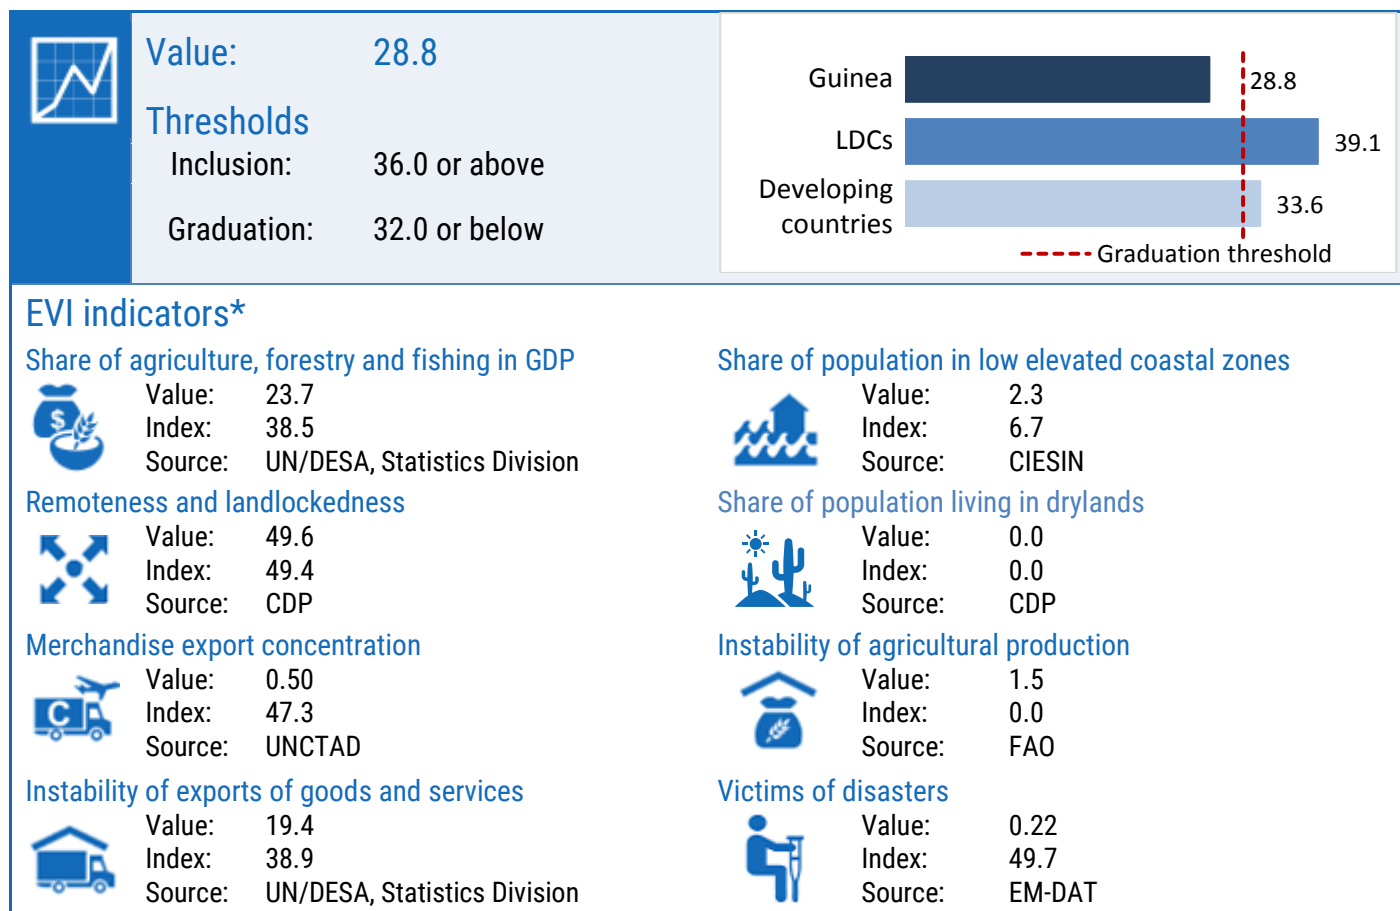 Value: 28.8
Thresholds
Inclusion: 36.0 or above
Graduation: 32.0 or below
Guinea 28.8
LDCs 39.1
Developing
countries 33.6
Graduation threshold
EVI indicators*
Share of agriculture, forestry and fishing in GDP
$
Value: 23.7
Index: 38.5
Source: UN/DESA, Statistics Division
Share of population in low elevated coastal zones
Value: 2.3
Index: 6.7
Source: CIESIN
Remoteness and landlockedness
Value: 49.6
Index: 49.4
Source: CDP
Share of population living in drylands
Value: 0.0
Index: 0.0
Source: CDP
Merchandise export concentration
C
Value: 0.50
Index: 47.3
Source: UNCTAD
Instability of agricultural production
Value: 1.5
Index: 0.0
Source: FAO
Instability of exports of goods and services
Value: 19.4
Index: 38.9
Source: UN/DESA, Statistics Division
Victims of disasters
Value: 0.22
Index: 49.7
Source: EM-DAT